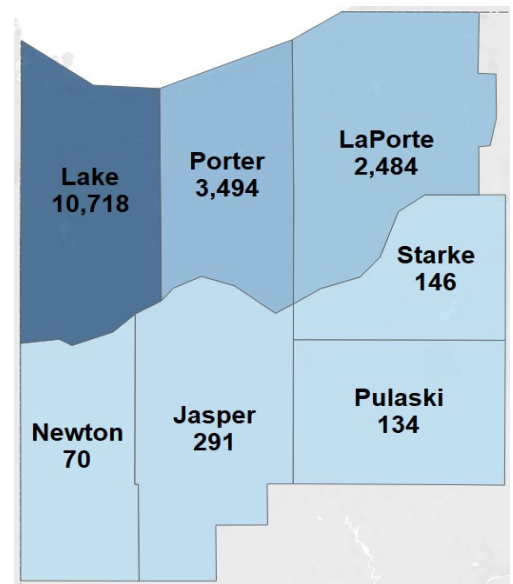 Lake
10,718
Porter
3,494
LaPorte
2,484
Starke
146
Newton
70
Jasper
291
Pulaski
134